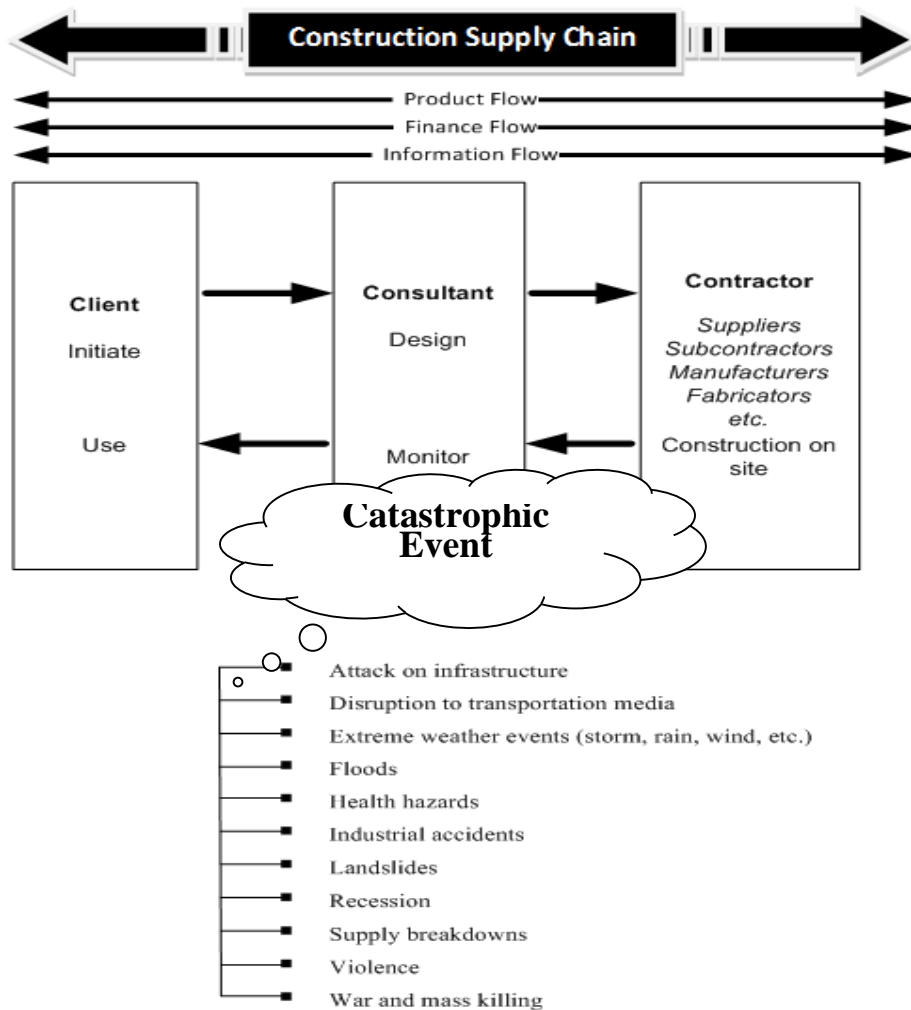 Construction Supply Chain
Product Flow
Finance Flow
Information Flow
Client
Initiate
Use
Consultant
Design
Monitor
Contractor
Suppliers
Subcontractors
Manufacturers
Fabricators
etc.
Construction on
site
Catastrophic
Event
Attack on infrastructure
Disruption to transportation media
Extreme weather events (storm, rain, wind, etc.)
Floods
Health hazards
Industrial accidents
Landslides
Recession
Supply breakdowns
Violence
War and mass killing